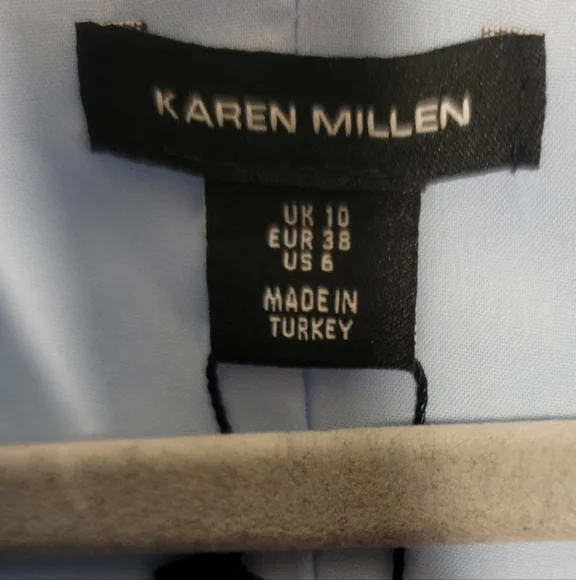 KAREN MILLEN
UK 10
EUR 38
US 6
MADE IN
TURKEY